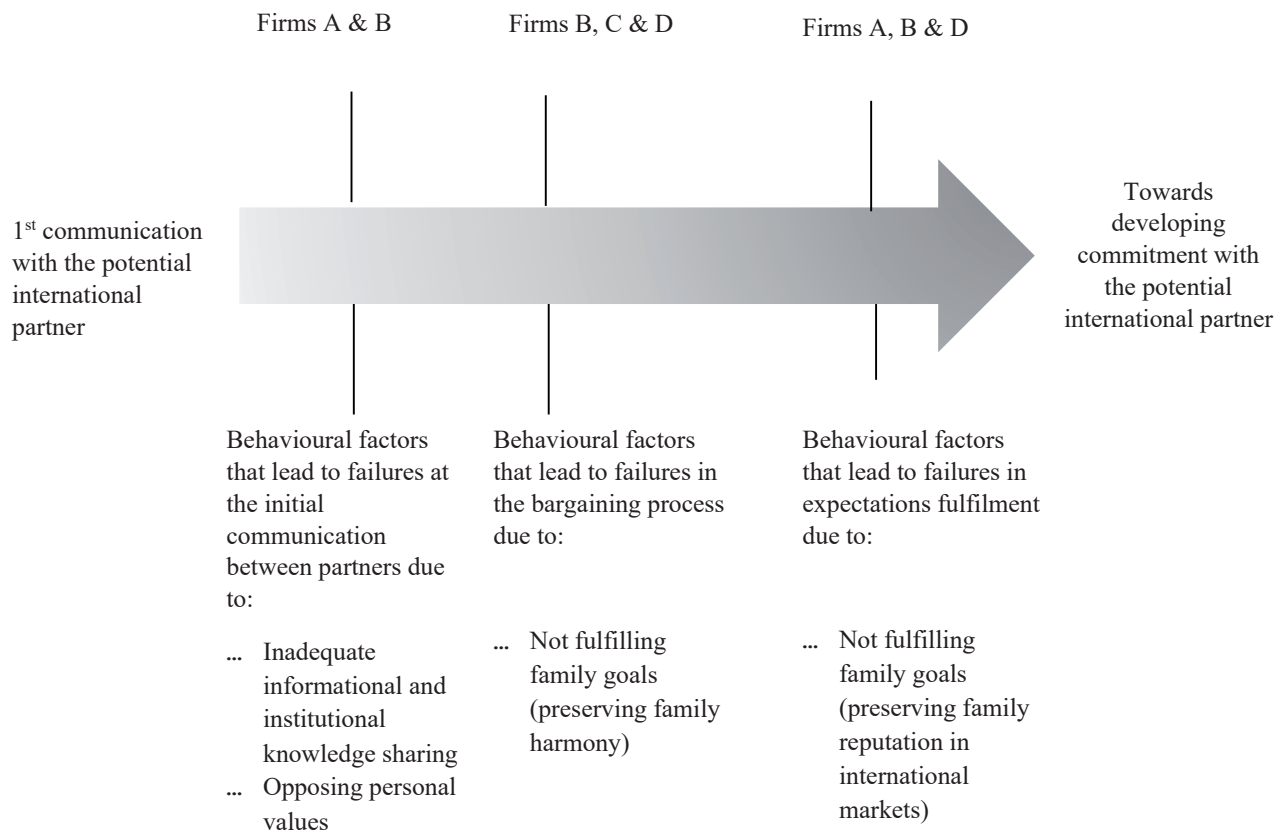 Firms A & B
Firms B, C & D
Firms A, B & D
1st communication
with the potential
international
partner
Towards
developing
commitment with
the potential
international partner
Behavioural factors
that lead to failures at
the initial
communication
between partners due
to:
... Inadequate
informational and
institutional
knowledge sharing
... Opposing personal
values
Behavioural factors
that lead to failures in
the bargaining process
due to:
... Not fulfilling
family goals
(preserving family
harmony)
Behavioural factors
that lead to failures in
expectations fulfilment
due to:
... Not fulfilling
family goals
(preserving family
reputation in
international
markets)